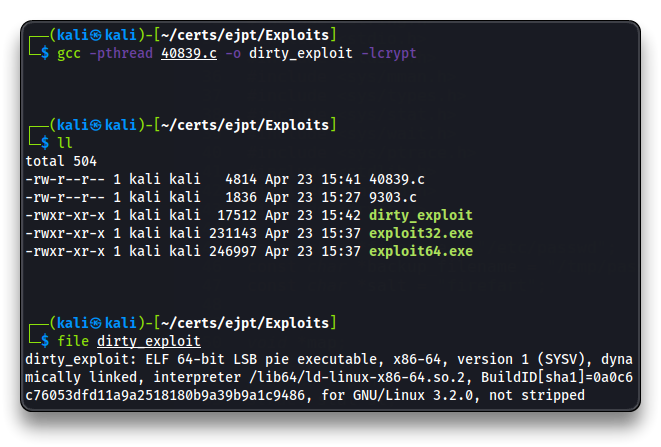 ┌──(kali㉿kali)-[~/certs/ejpt/Exploits]
└─$ gcc -pthread 40839.c -o dirty_exploit -lcrypt
┌──(kali㉿kali)-[~/certs/ejpt/Exploits]
└─$ ll
total 504
-rw-r--r-- 1 kali kali   4814 Apr 23 15:41 40839.c
-rw-r--r-- 1 kali kali   1836 Apr 23 15:27 9303.c
-rwxr-xr-x 1 kali kali  17512 Apr 23 15:42 dirty_exploit
-rwxr-xr-x 1 kali kali 231143 Apr 23 15:37 exploit32.exe
-rwxr-xr-x 1 kali kali 246997 Apr 23 15:37 exploit64.exe
┌──(kali㉿kali)-[~/certs/ejpt/Exploits]
└─$ file dirty_exploit
dirty_exploit: ELF 64-bit LSB pie executable, x86-64, version 1 (SYSV), dyna
mically linked, interpreter /lib64/ld-linux-x86-64.so.2, BuildID[sha1]=0a0c6
c76053dfd11a9a2518180b9a39b9a1c9486, for GNU/Linux 3.2.0, not stripped